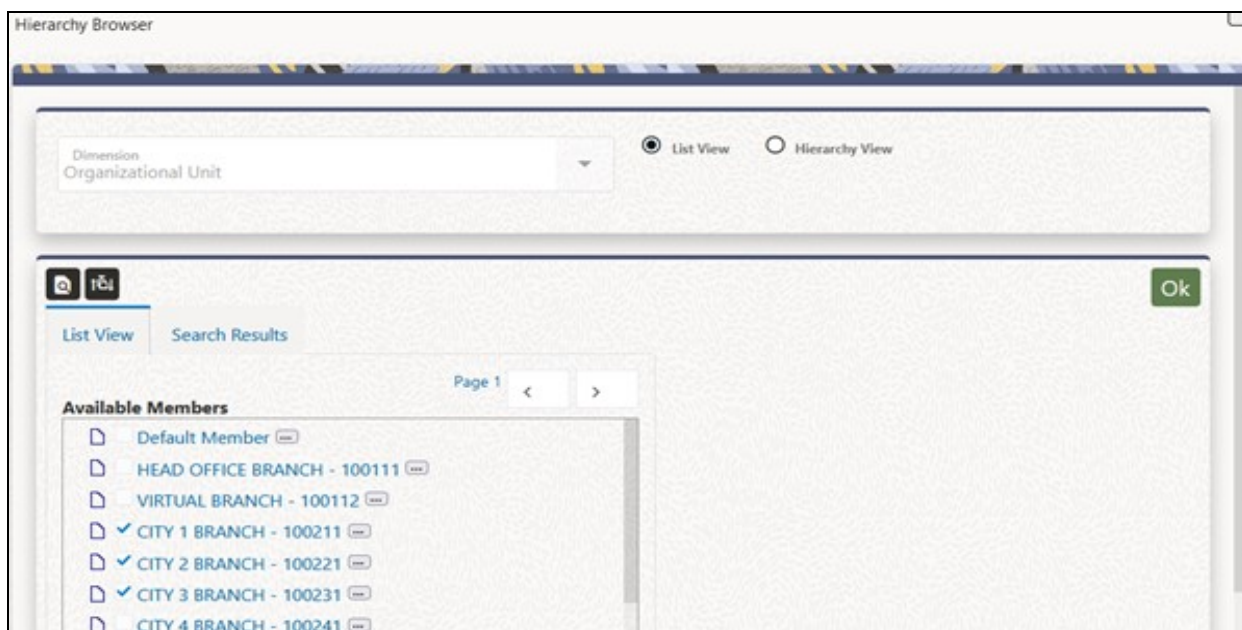 Hierarchy Browser
Dimension
Organizational Unit
List View
Hierarchy View
Ok
List View
Search Results
Page 1
Available Members
Default Member
HEAD OFFICE BRANCH - 100111
VIRTUAL BRANCH - 100112
CITY 1 BRANCH - 100211
CITY 2 BRANCH - 100221
CITY 3 BRANCH - 100231
CITY 4 BRANCH - 100241